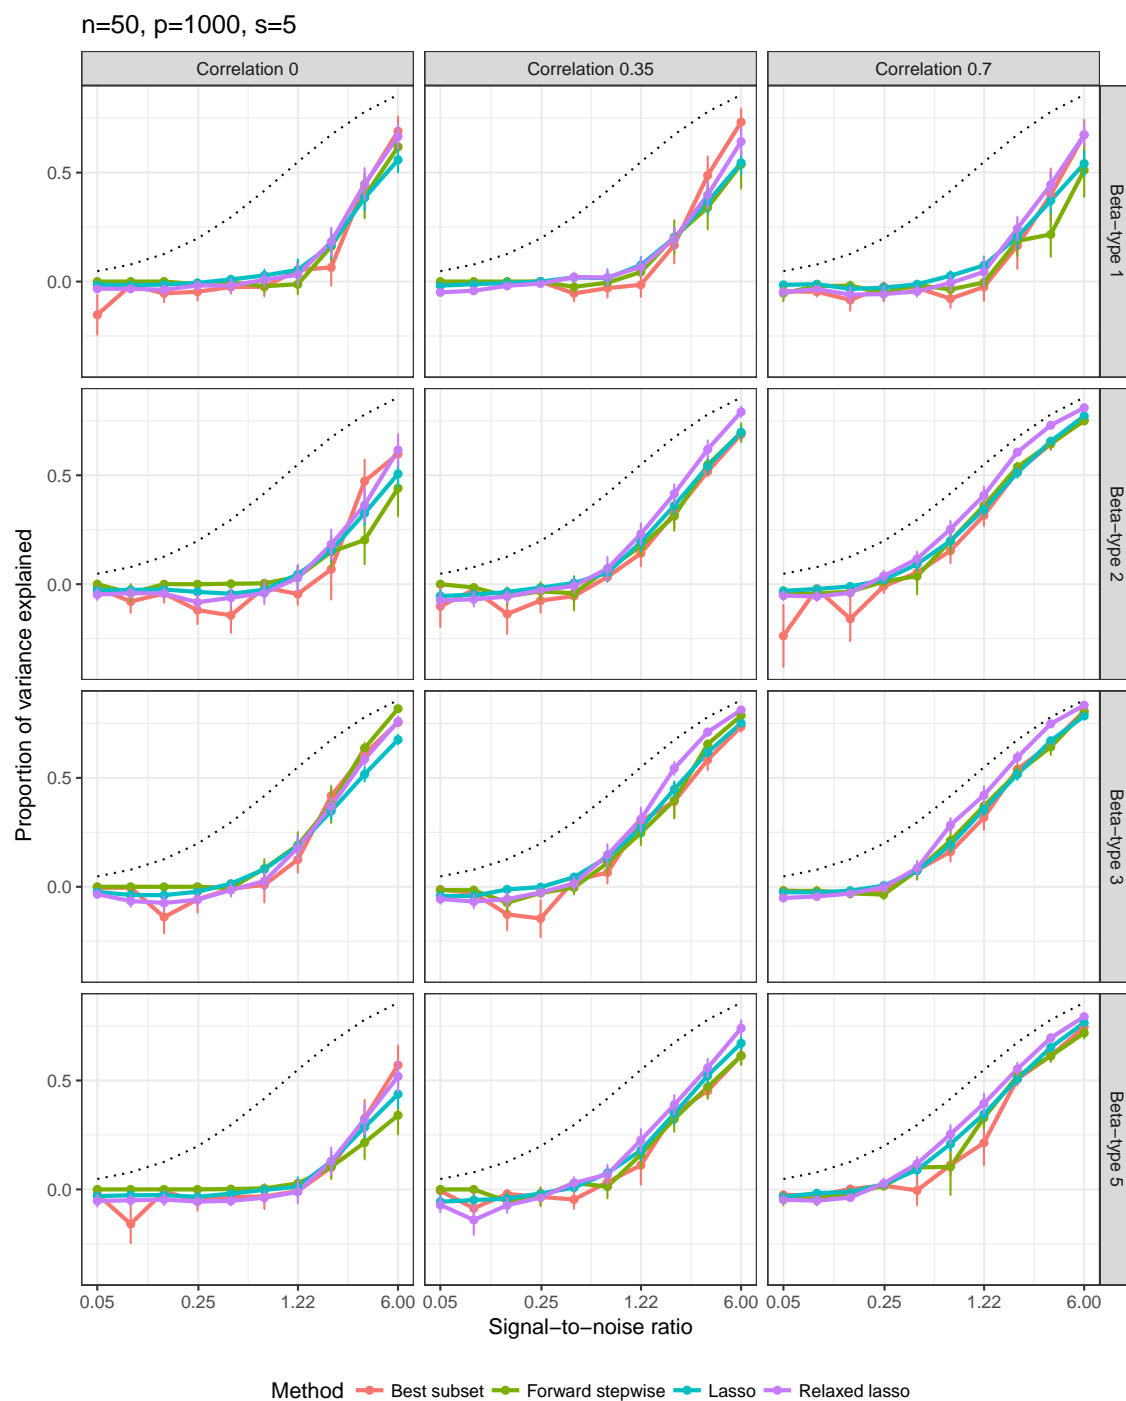 n=50, p=1000, s=5
Correlation 0
Correlation 0.35
Correlation 0.7
Proportion of variance explained
0.5
0.0
Beta−type 1
0.5
0.0
Beta−type 2
0.5
0.0
Beta−type 3
0.5
0.0
Beta−type 5
0.05 0.25 1.22 6.00 0.05 0.25 1.22 6.00 0.05 0.25 1.22 6.00
Signal−to−noise ratio
Method Best subset Forward stepwise Lasso Relaxed lasso